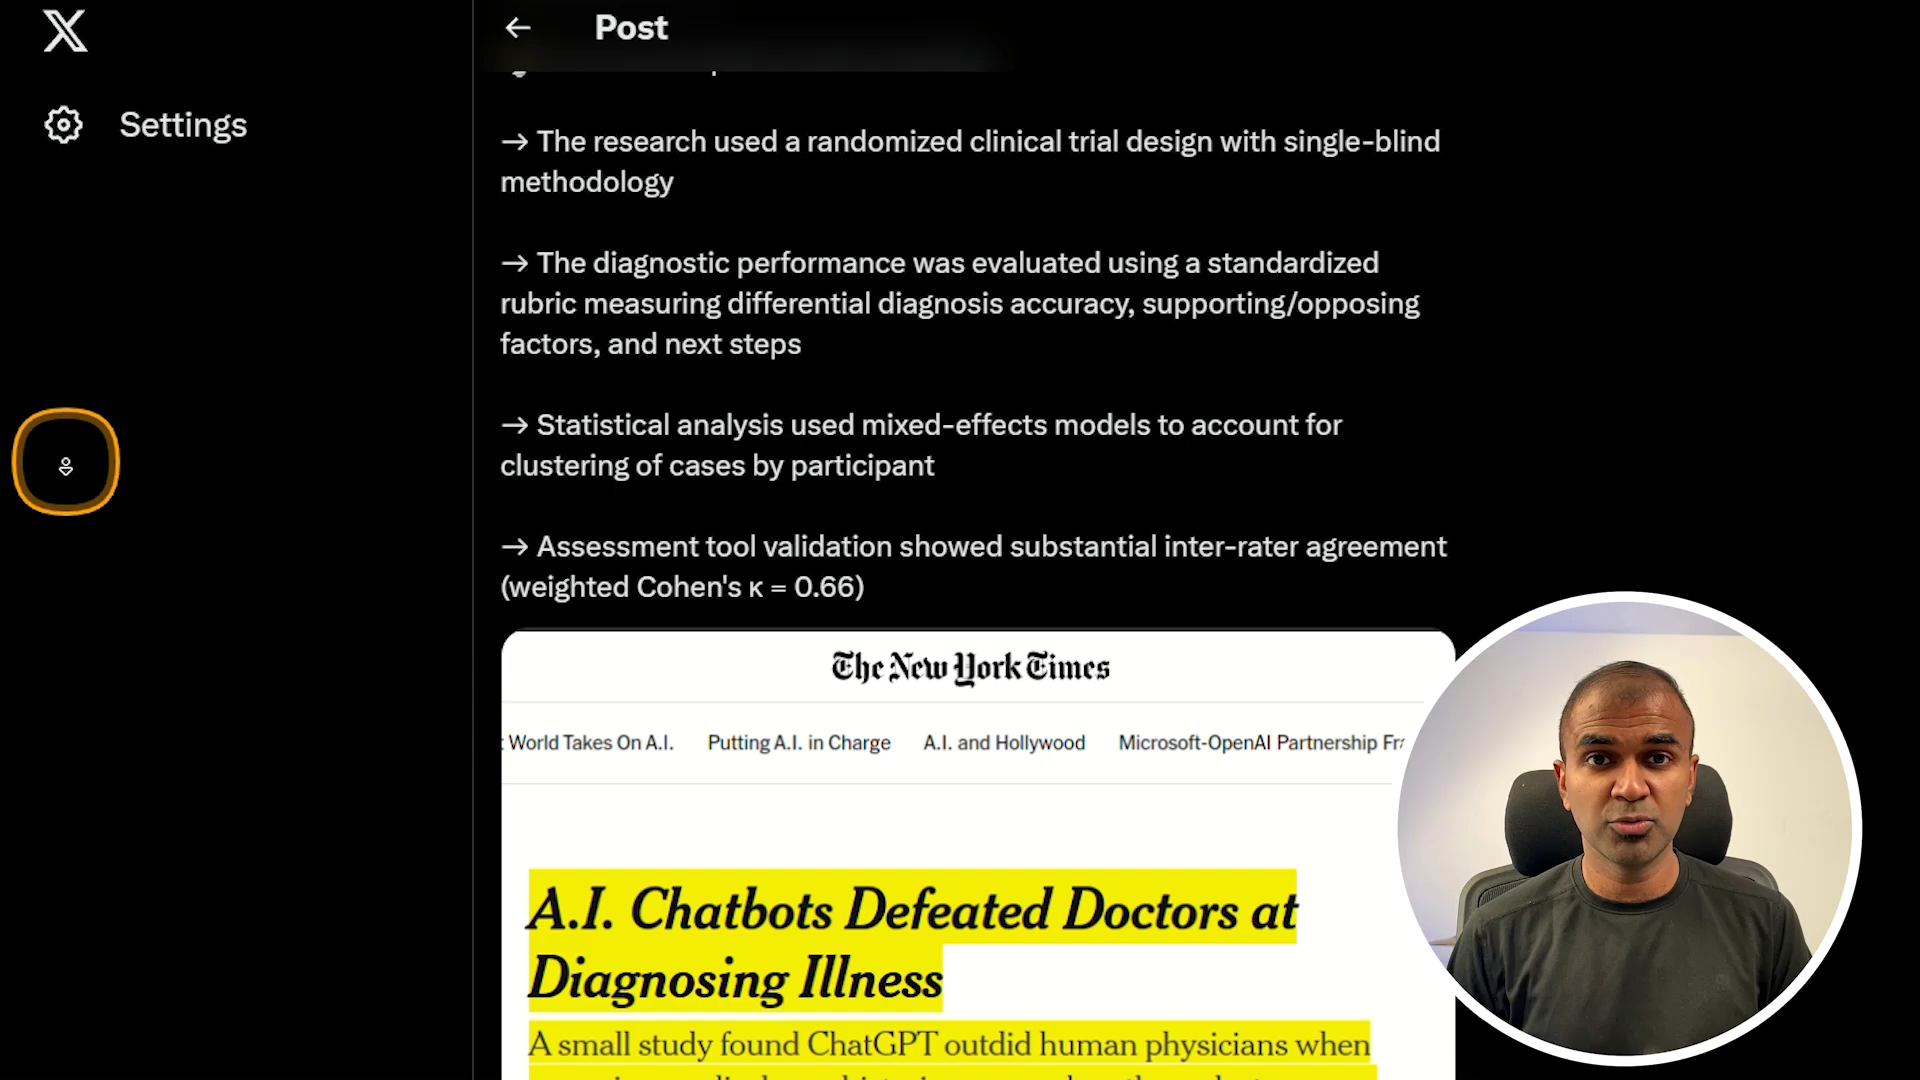 Post
Settings
→ The research used a randomized clinical trial design with single-blind
methodology
→ The diagnostic performance was evaluated using a standardized
rubric measuring differential diagnosis accuracy, supporting/opposing
factors, and next steps
→ Statistical analysis used mixed-effects models to account for
clustering of cases by participant
→ Assessment tool validation showed substantial inter-rater agreement
(weighted Cohen's κ = 0.66)
The New York Times
World Takes On A.I. Putting A.I. in Charge A.I. and Hollywood Microsoft-OpenAI Partnership
A.I. Chatbots Defeated Doctors at
Diagnosing Illness
A small study found ChatGPT outdid human physicians when